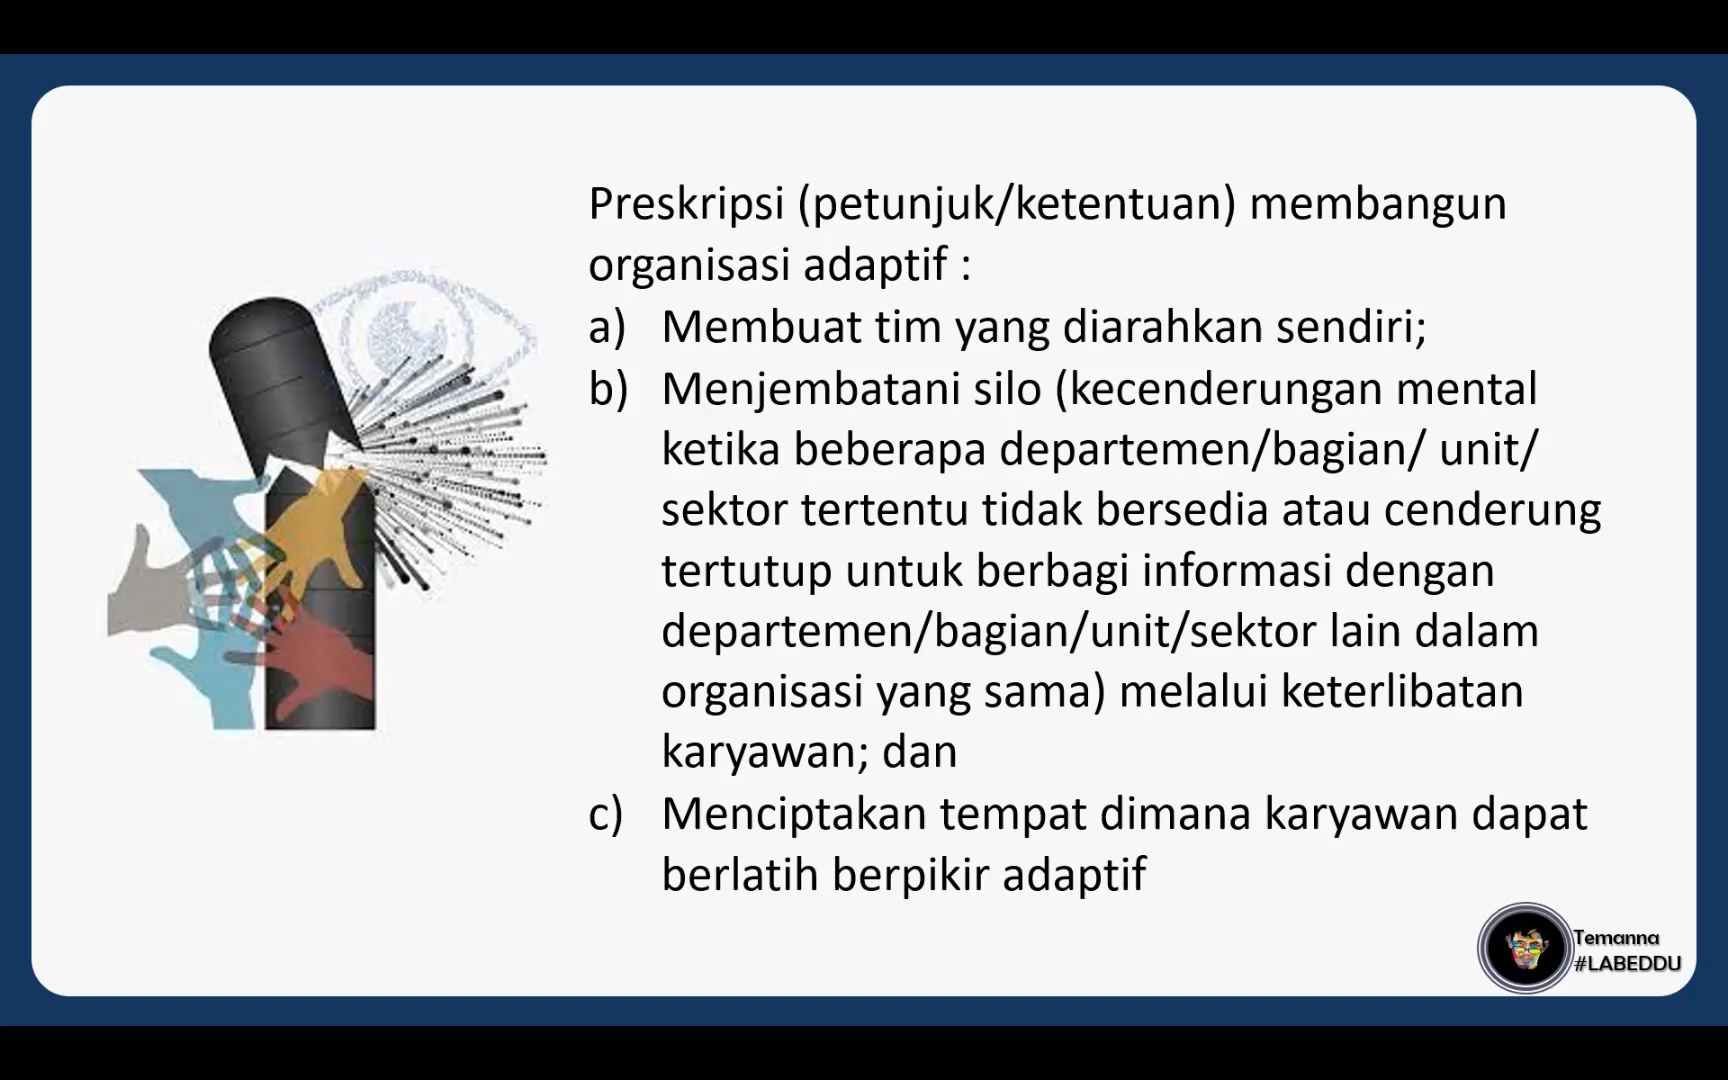 Preskripsi (petunjuk/ketentuan) membangun
organisasi adaptif :
a) Membuat tim yang diarahkan sendiri;
b) Menjembatani silo (kecenderungan mental
ketika beberapa departemen/bagian/ unit/
sektor tertentu tidak bersedia atau cenderung
tertutup untuk berbagi informasi dengan
departemen/bagian/unit/sektor lain dalam
organisasi yang sama) melalui keterlibatan
karyawan; dan
c) Menciptakan tempat dimana karyawan dapat
berlatih berpikir adaptif
Temanna
#LABEDDU